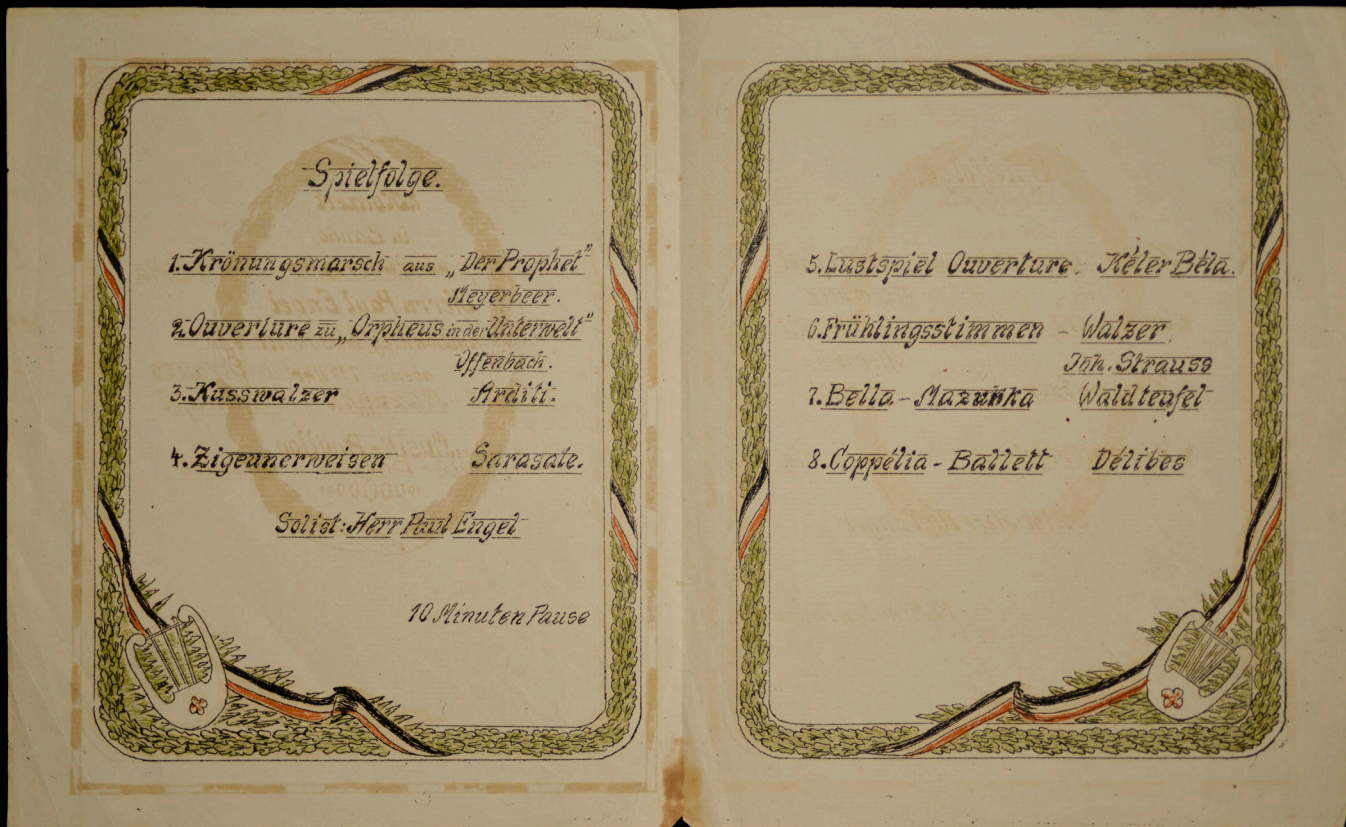 Spielfolge.
1. Krönungsmarsch aus „Der Prophet"
Meyerbeer.
2. Ouverture zu „Orpheus in der Unterwelt"
Offenbach.
3. Kusswalzer Arditi.
4. Zigeunerweisen Sarasate.
Solist: Herr Paul Engel
10 Minuten Pause
5. Lustspiel Ouverture. Kéler Béla.
6. Frühlingsstimmen - Walzer.
Joh. Strauss
7. Bella - Mazurka Waldteufel
8. Coppélia - Ballett Délibes